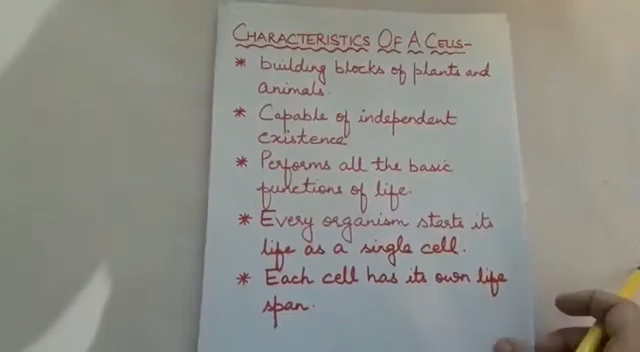 CHARACTERISTICS OF A CELLS-
* building blocks of plants and
animals.
* Capable of independent
existence
* Performs all the basic
functions of life.
* Every organism starts its
life as a single cell.
* Each cell has its own life
span.